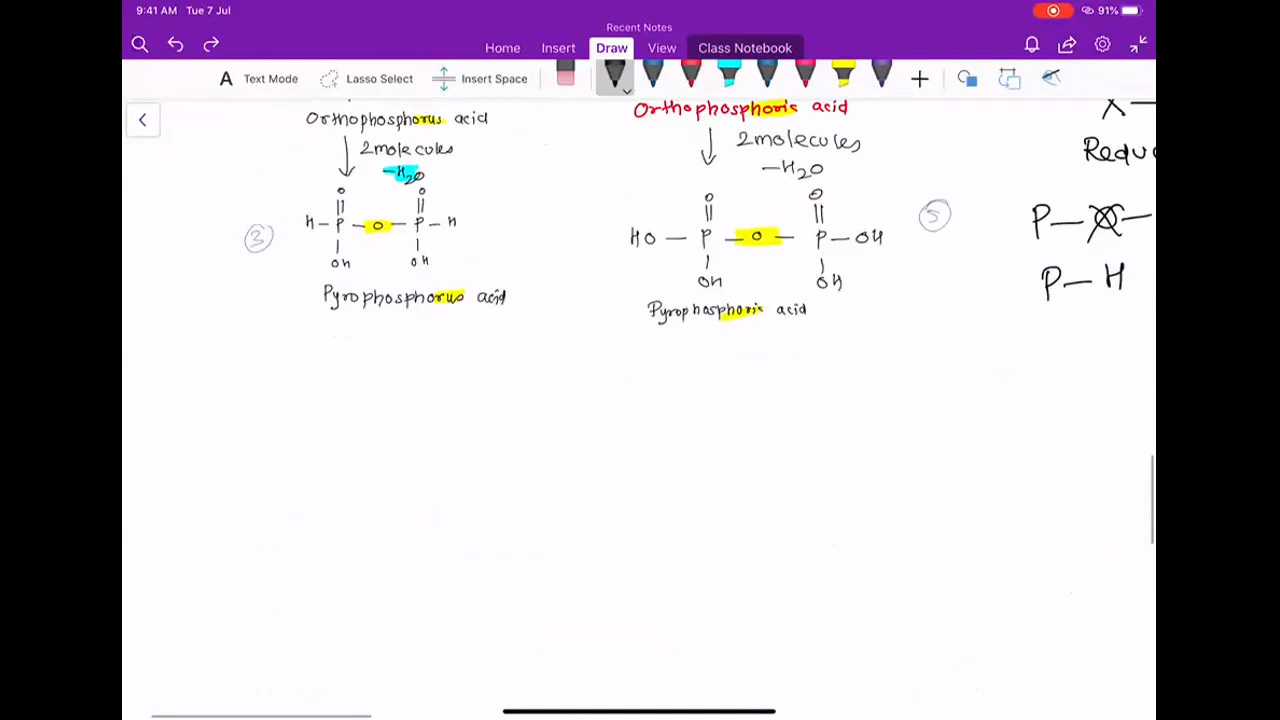 9:41 AM Tue 7 Jul
91%
Recent Notes
Home Insert Draw View Class Notebook
Text Mode Lasso Select Insert Space
Orthophosphorus acid
2molecules
-H2O
O O
H-P-O-P-H
OH OH
3
Pyrophosphorus acid
Orthophosphoric acid
2molecules
-H2O
O O
HO-P-O-P-OH
OH OH
5
Pyrophosphoric acid
X-
Redu
P-
P-H